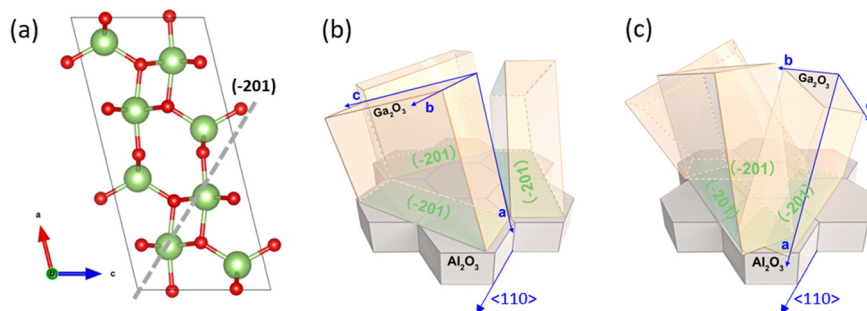 (a)
(-201)
a
c
(b)
c
b
Ga₂O₃
(-201)
(-201)
(-201)
a
Al₂O₃
<110>
(c)
b
Ga₂O₃
(-201)
(-201)
(-201)
a
Al₂O₃
<110>